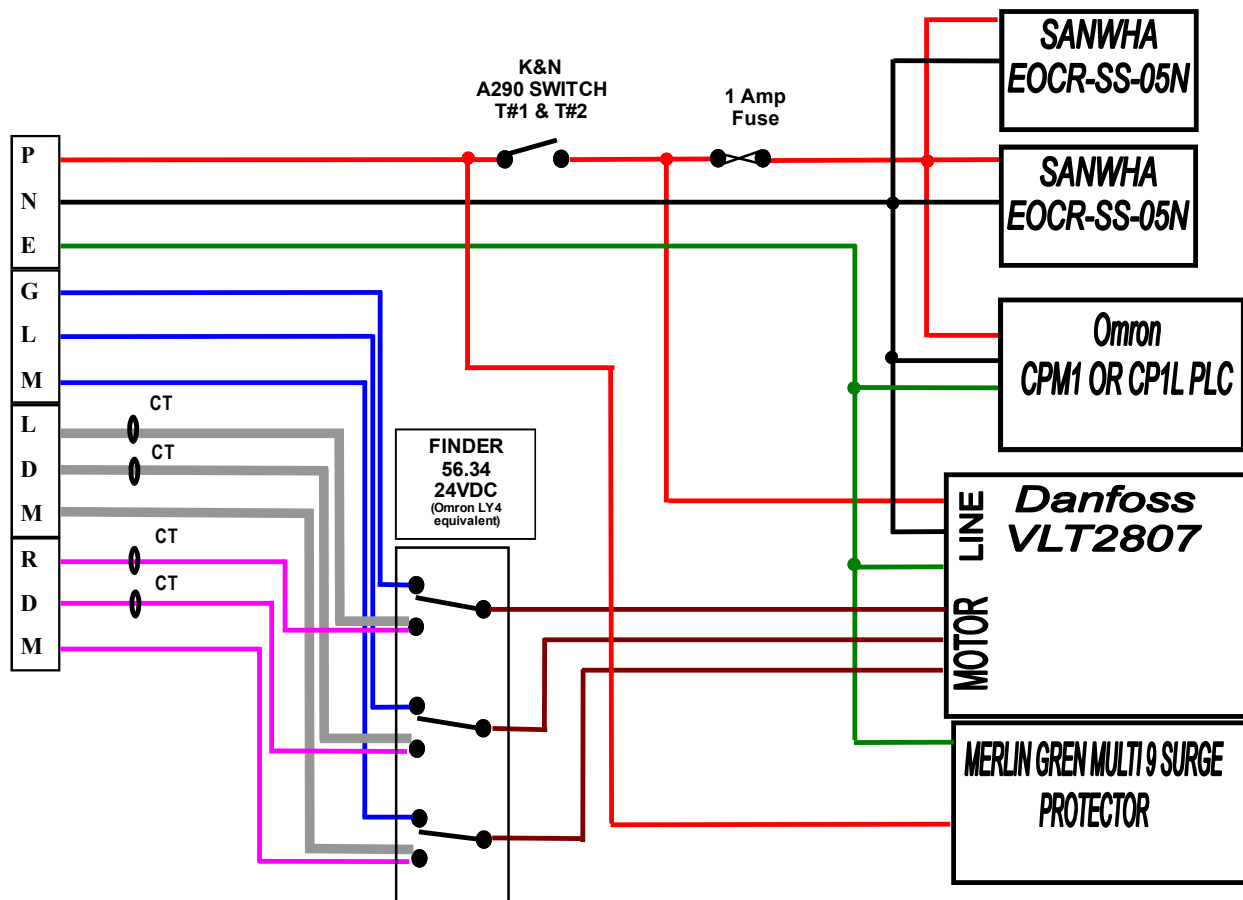 K&N
A290 SWITCH
T#1 & T#2
1 Amp
Fuse
SANWHA
EOCR-SS-05N
SANWHA
EOCR-SS-05N
Omron
CPM1 OR CP1L PLC
P
N
E
G
L
M
L
D
M
R
D
M
CT
CT
CT
CT
FINDER
56.34
24VDC
(Omron LY4
equivalent)
LINE
MOTOR
Danfoss
VLT2807
MERLIN GREN MULTI 9 SURGE
PROTECTOR